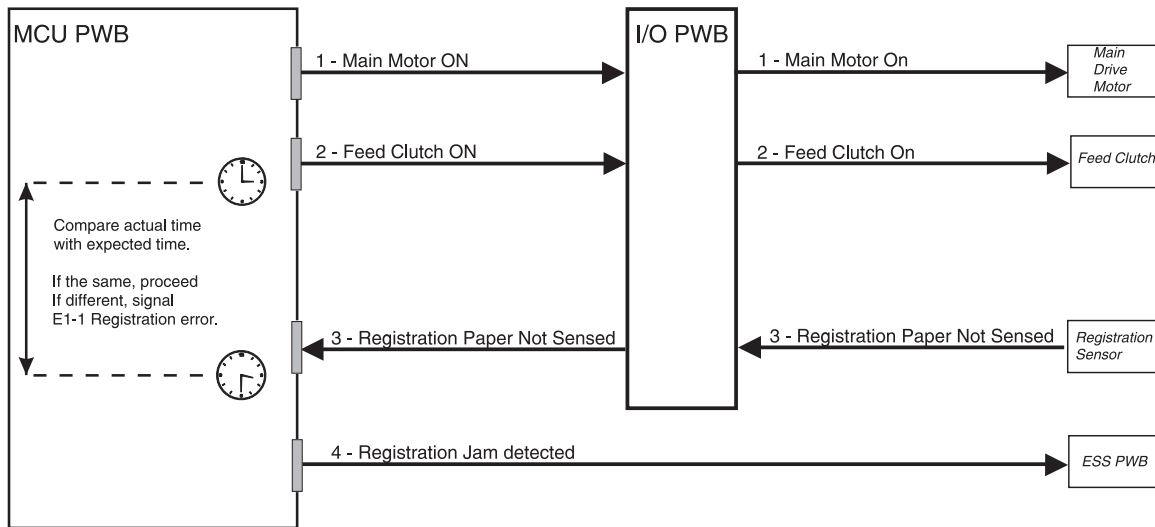 MCU PWB
I/O PWB
1 - Main Motor ON
1 - Main Motor On
Main
Drive
Motor
2 - Feed Clutch ON
2 - Feed Clutch On
Feed Clutch
Compare actual time
with expected time.
If the same, proceed
If different, signal
E1-1 Registration error.
3 - Registration Paper Not Sensed
3 - Registration Paper Not Sensed
Registration
Sensor
4 - Registration Jam detected
ESS PWB